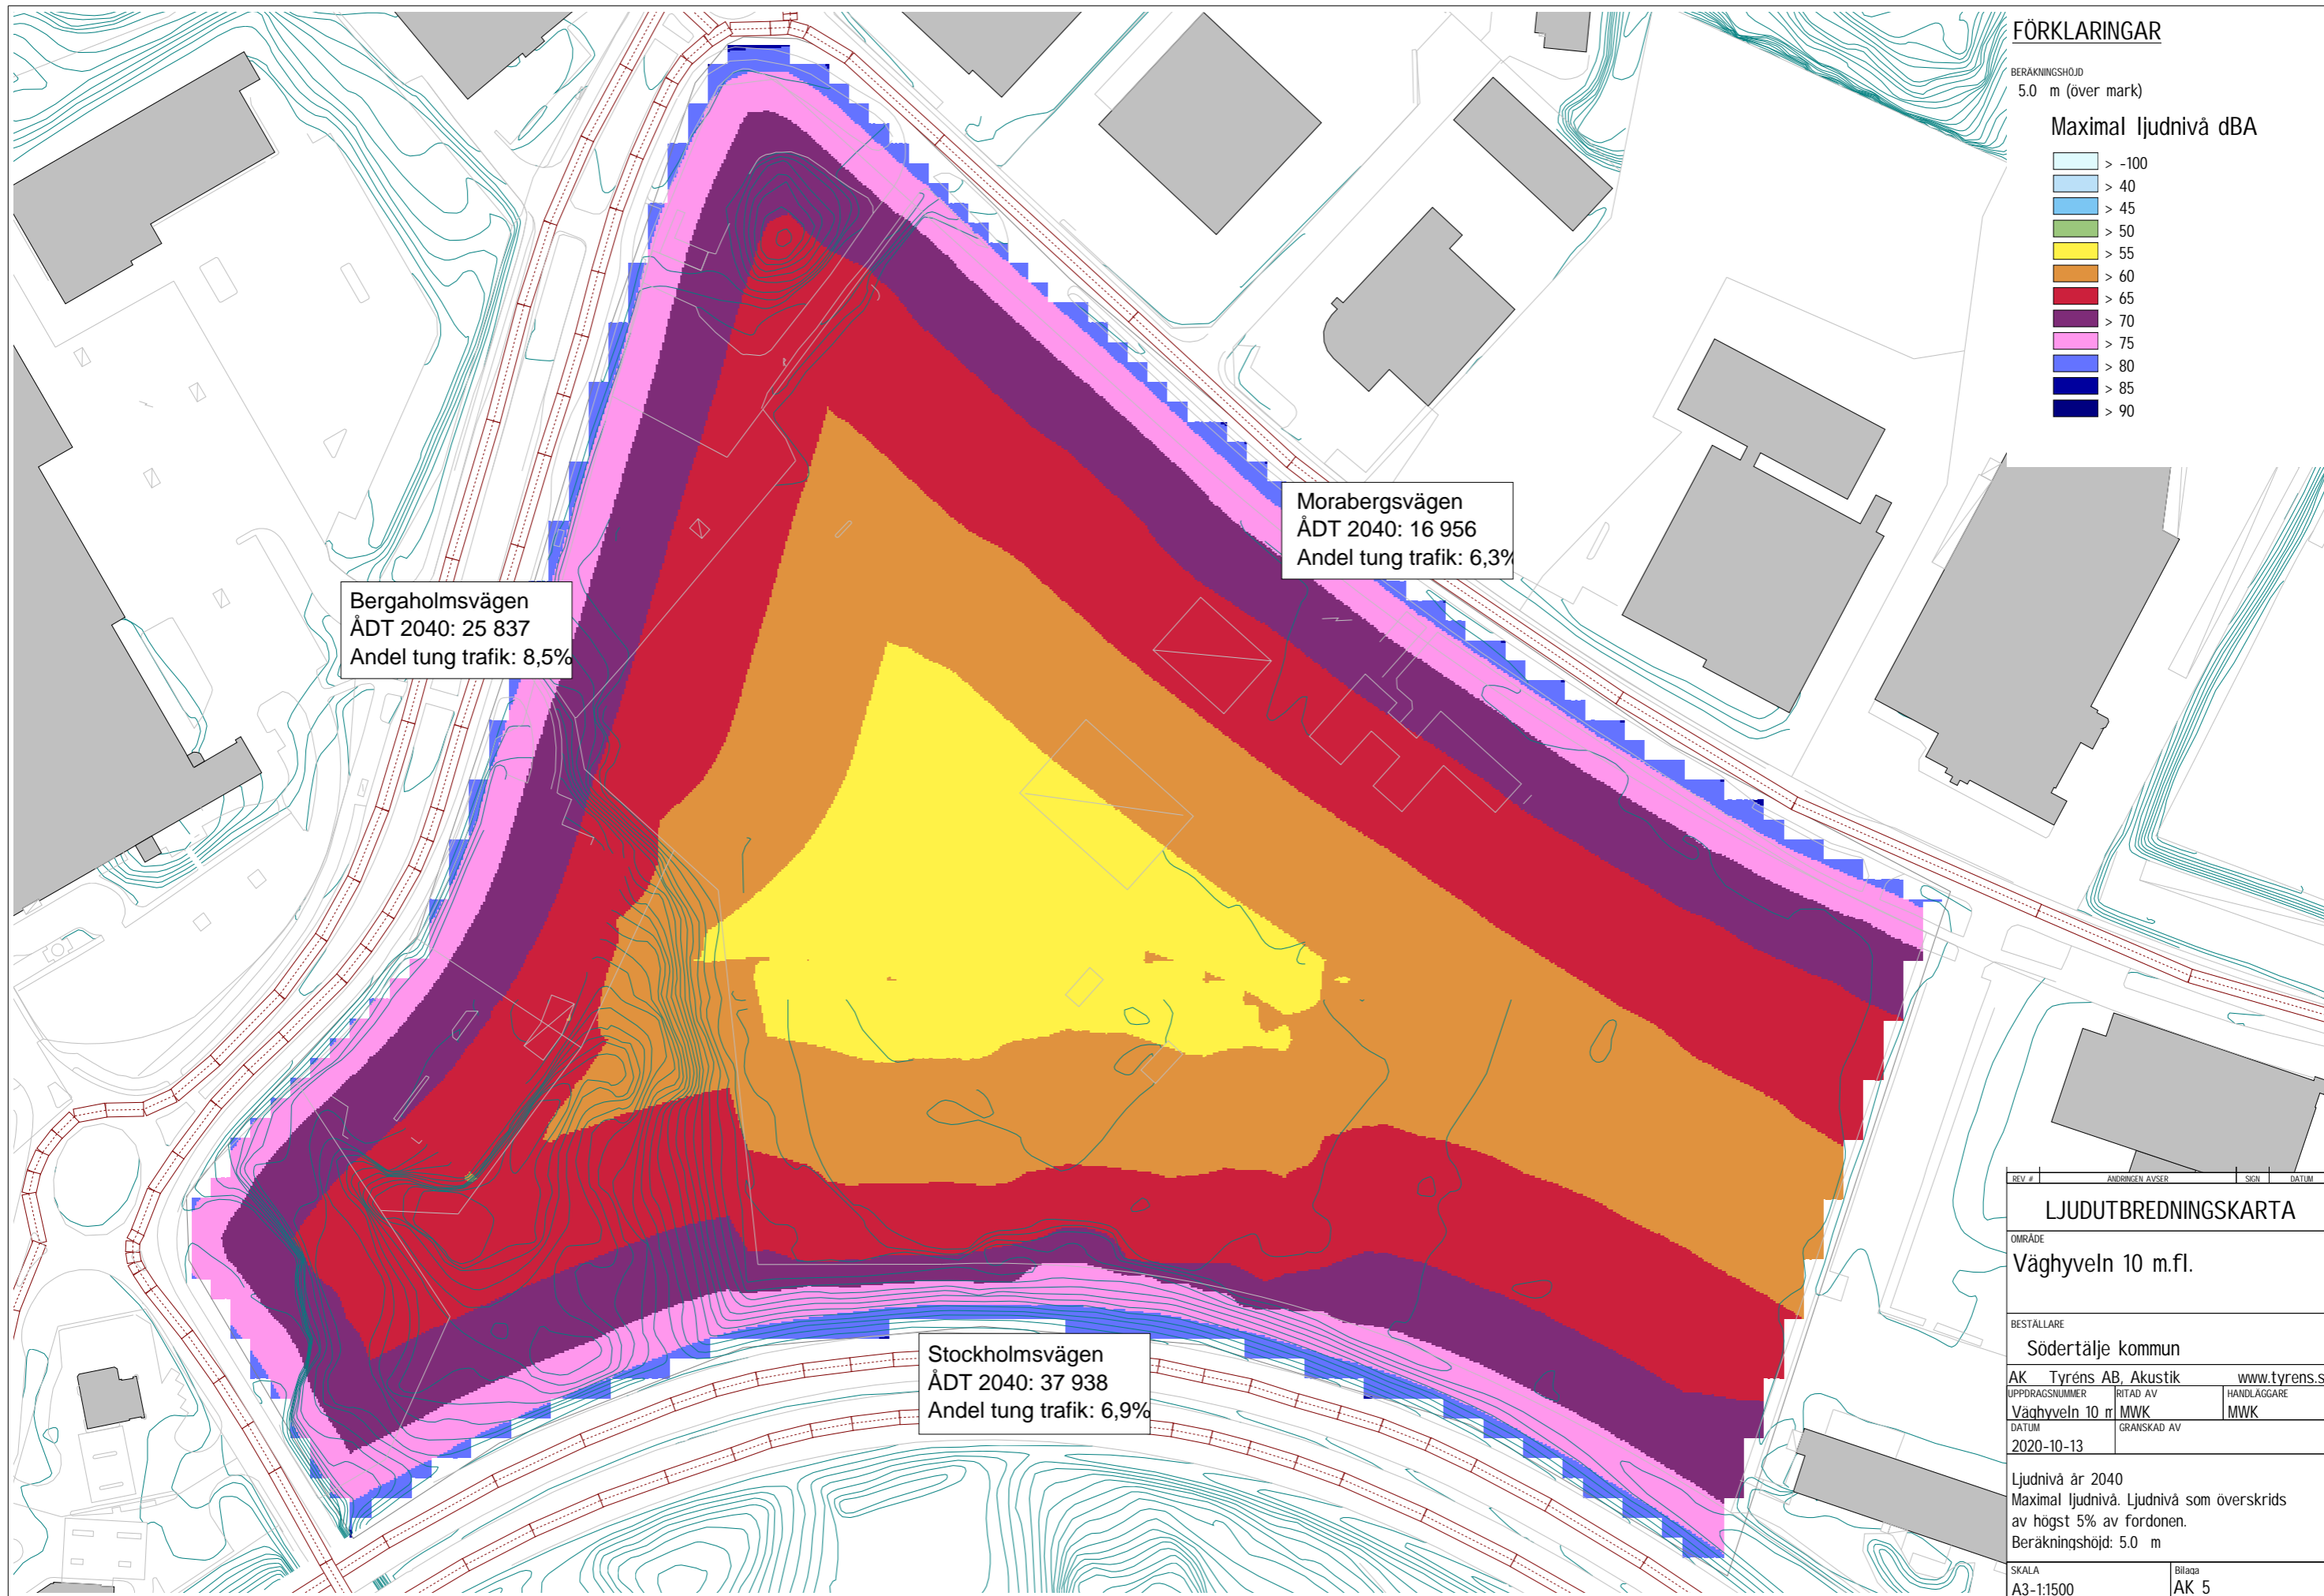 FÖRKLARINGAR
BERÄKNINGSHÖJD
5.0 m (över mark)
Maximal ljudnivå dBA
> -100
> 40
> 45
> 50
> 55
> 60
> 65
> 70
> 75
> 80
> 85
> 90
Morabergsvägen
ÅDT 2040: 16 956
Andel tung trafik: 6,3%
Bergaholmsvägen
ÅDT 2040: 25 837
Andel tung trafik: 8,5%
Stockholmsvägen
ÅDT 2040: 37 938
Andel tung trafik: 6,9%
REV # ÄNDRINGEN AVSER SIGN DATUM
LJUDUTBREDNINGSKARTA
OMRÅDE
Väghyveln 10 m.fl.
BESTÄLLARE
Södertälje kommun
AK Tyréns AB, Akustik www.tyrens.s
UPPDRAGSNUMMER RITAD AV HANDLÄGGARE
Väghyveln 10 m MWK MWK
DATUM GRANSKAD AV
2020-10-13
Ljudnivå år 2040
Maximal ljudnivå. Ljudnivå som överskrids
av högst 5% av fordonen.
Beräkningshöjd: 5.0 m
SKALA Bilaga
A3-1:1500 AK 5